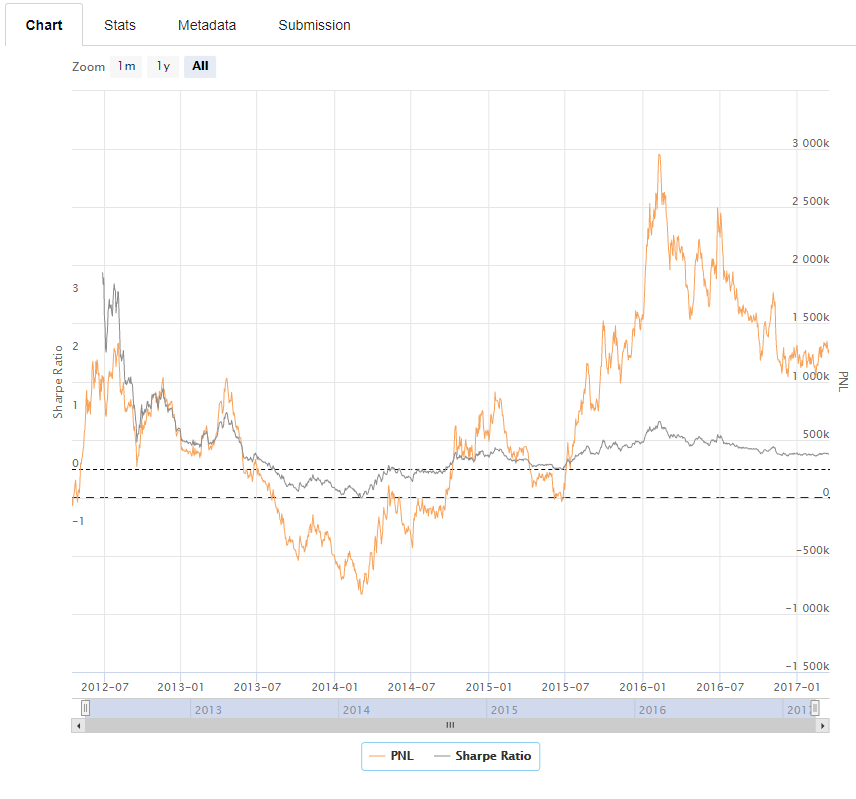 Chart Stats Metadata Submission
Zoom 1m 1y All
Sharpe Ratio
3
2
1
0
−1
PNL
3 000k
2 500k
2 000k
1 500k
1 000k
500k
0
−500k
−1 000k
−1 500k
2012-07 2013-01 2013-07 2014-01 2014-07 2015-01 2015-07 2016-01 2016-07 2017-01
2013 2014 2015 2016
PNL Sharpe Ratio